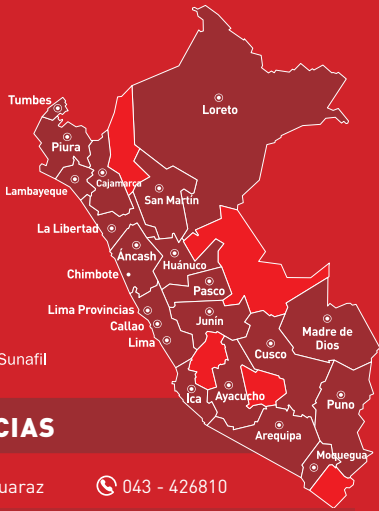 Loreto
Tumbes
Piura
Cajamarca
Lambayeque
San Martín
La Libertad
Áncash
Huánuco
Chimbote
Pasco
Lima Provincias
Callao
Junín
Lima
Madre de
Dios
Cusco
Sunafil
Ica
Ayacucho
Puno
CIAS
Arequipa
Moquegua
uaraz
043 - 426810